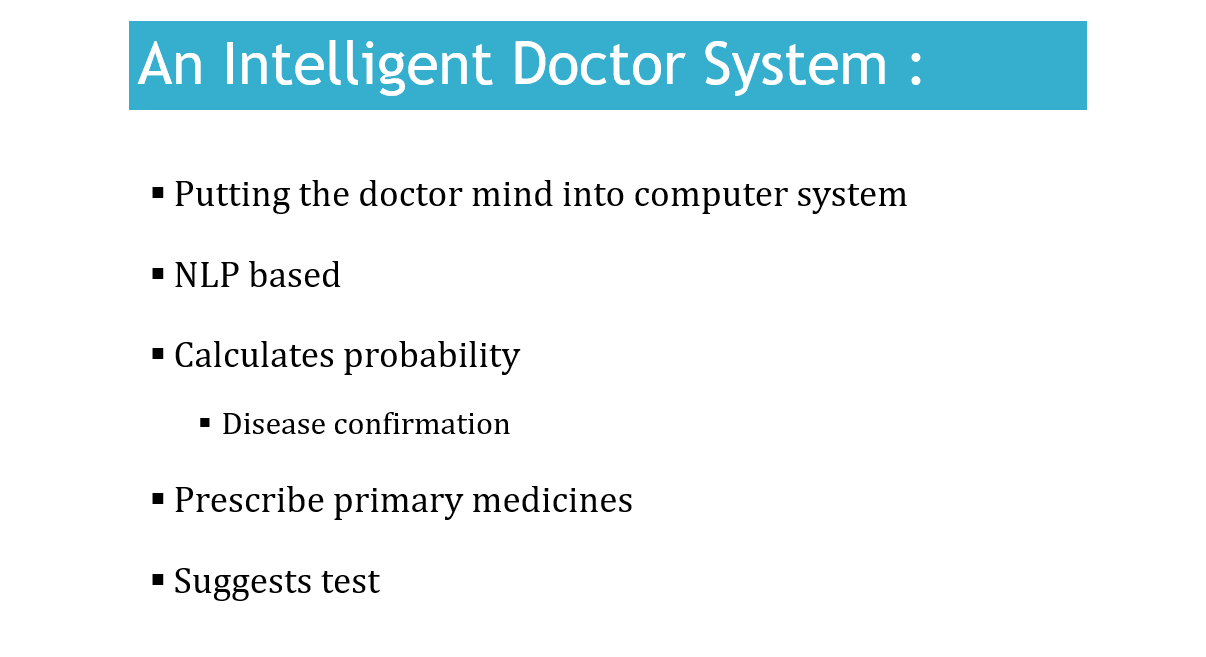 An Intelligent Doctor System :
▪ Putting the doctor mind into computer system
▪ NLP based
▪ Calculates probability
▪ Disease confirmation
▪ Prescribe primary medicines
▪ Suggests test